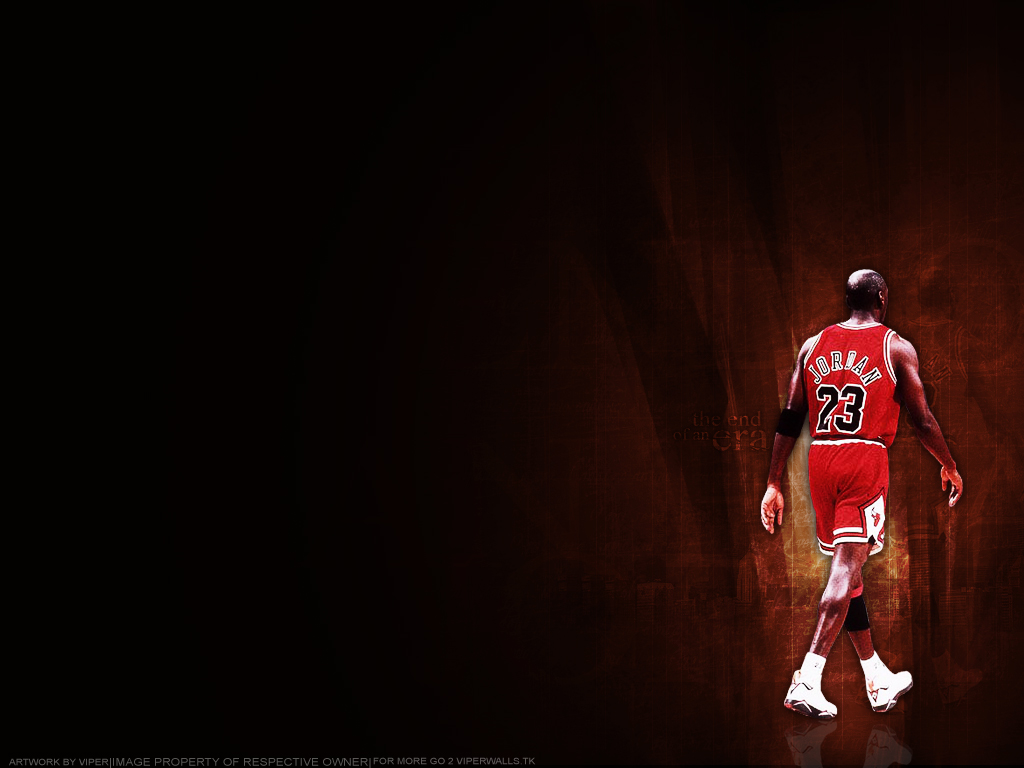 JORDAN
23
the end
of an era
ARTWORK BY VIPER||IMAGE PROPERTY OF RESPECTIVE OWNER|FOR MORE GO 2 VIPERWALLS.TK